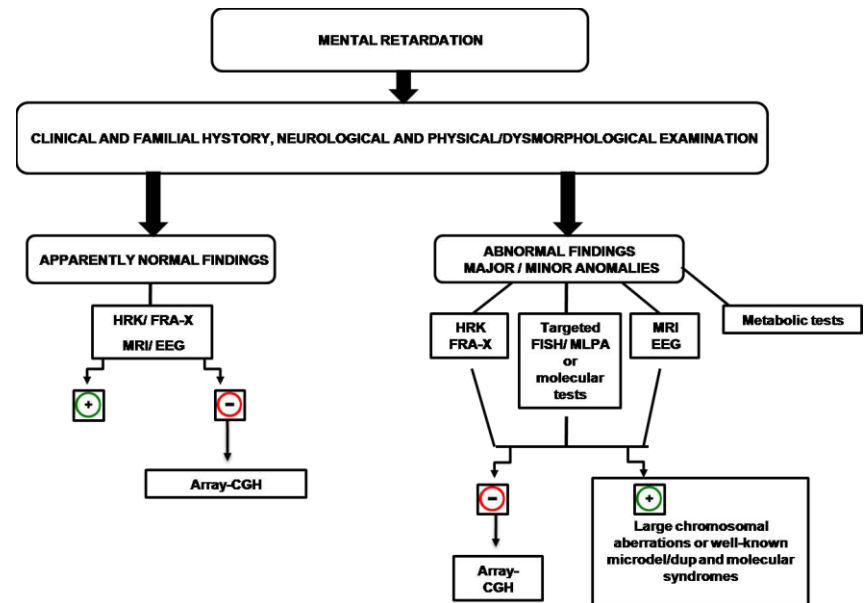 MENTAL RETARDATION
CLINICAL AND FAMILIAL HYSTORY, NEUROLOGICAL AND PHYSICAL/DYSMORPHOLOGICAL EXAMINATION
APPARENTLY NORMAL FINDINGS
HRK/ FRA-X
MRI/ EEG
+
−
Array-CGH
ABNORMAL FINDINGS
MAJOR / MINOR ANOMALIES
HRK
FRA-X
Targeted
FISH/ MLPA
or
molecular
tests
MRI
EEG
Metabolic tests
−
Array-
CGH
+
Large chromosomal
aberrations or well-known
microdel/dup and molecular
syndromes